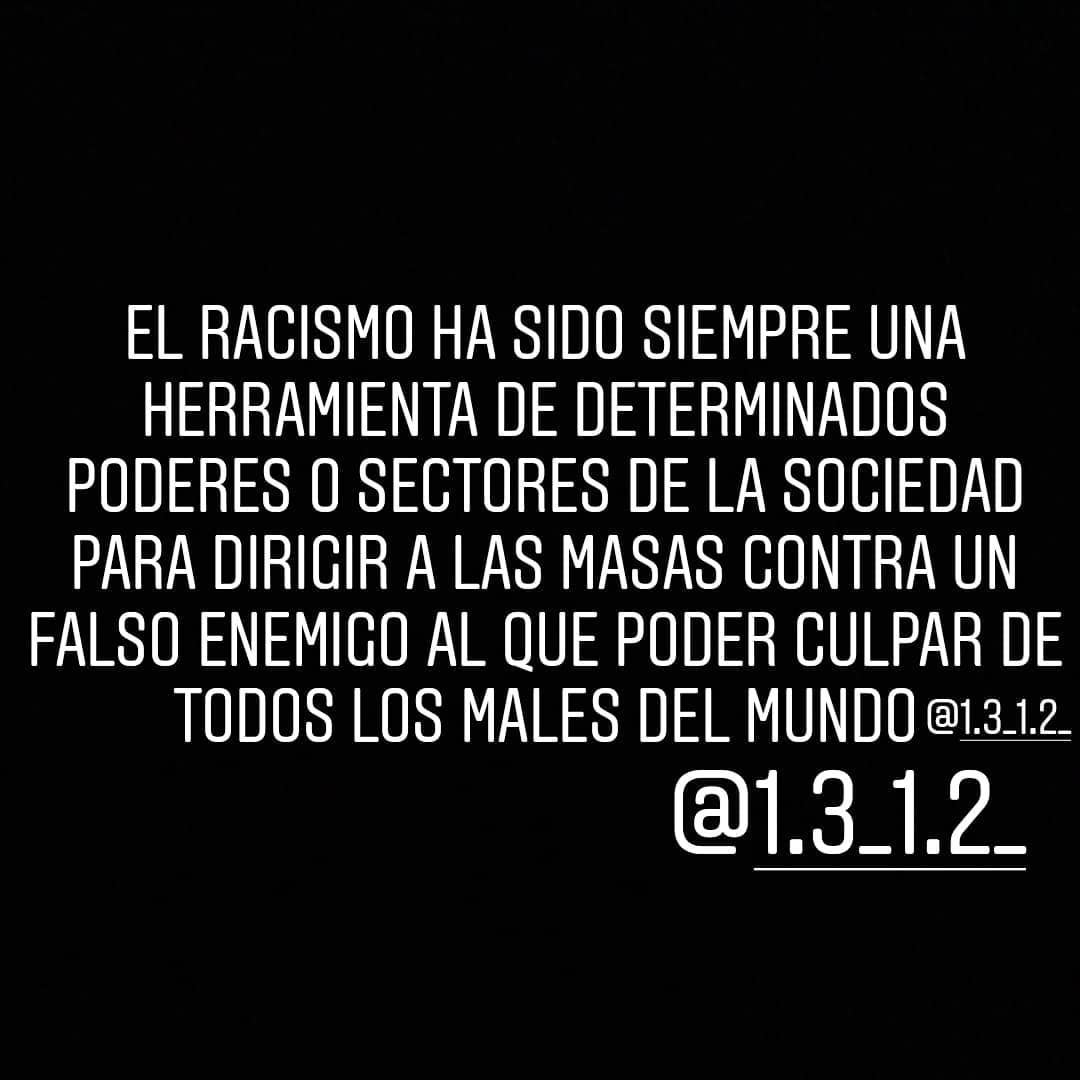 EL RACISMO HA SIDO SIEMPRE UNA
HERRAMIENTA DE DETERMINADOS
PODERES O SECTORES DE LA SOCIEDAD
PARA DIRIGIR A LAS MASAS CONTRA UN
FALSO ENEMIGO AL QUE PODER CULPAR DE
TODOS LOS MALES DEL MUNDO @1.3_1.2_
@1.3_1.2_